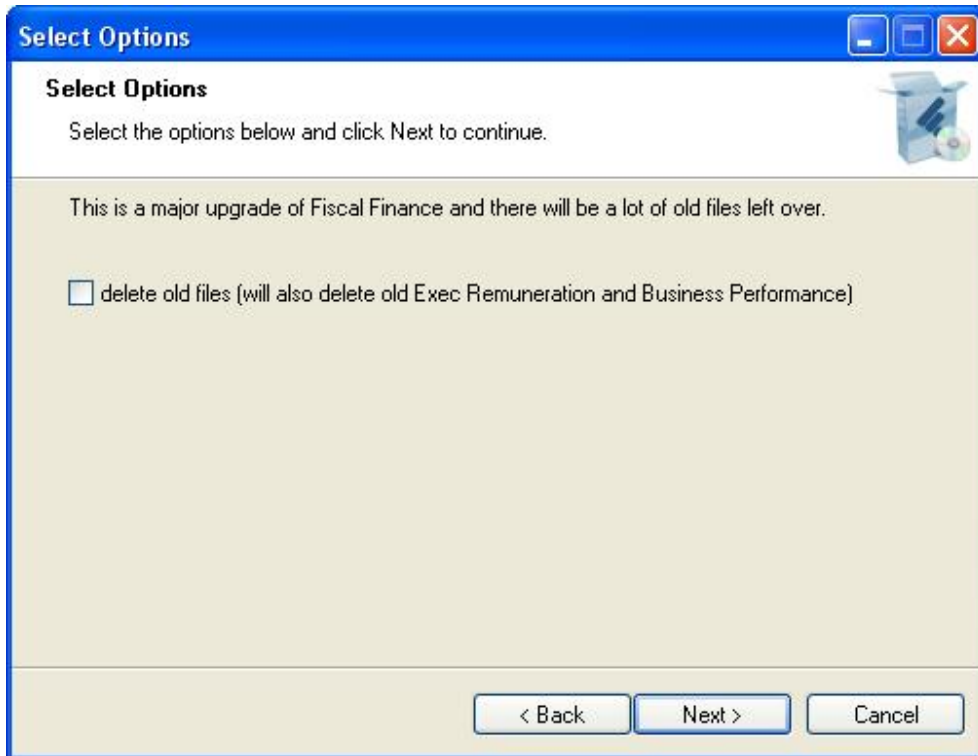 Select Options
Select Options
Select the options below and click Next to continue.
This is a major upgrade of Fiscal Finance and there will be a lot of old files left over.
delete old files (will also delete old Exec Remuneration and Business Performance)
< Back Next > Cancel